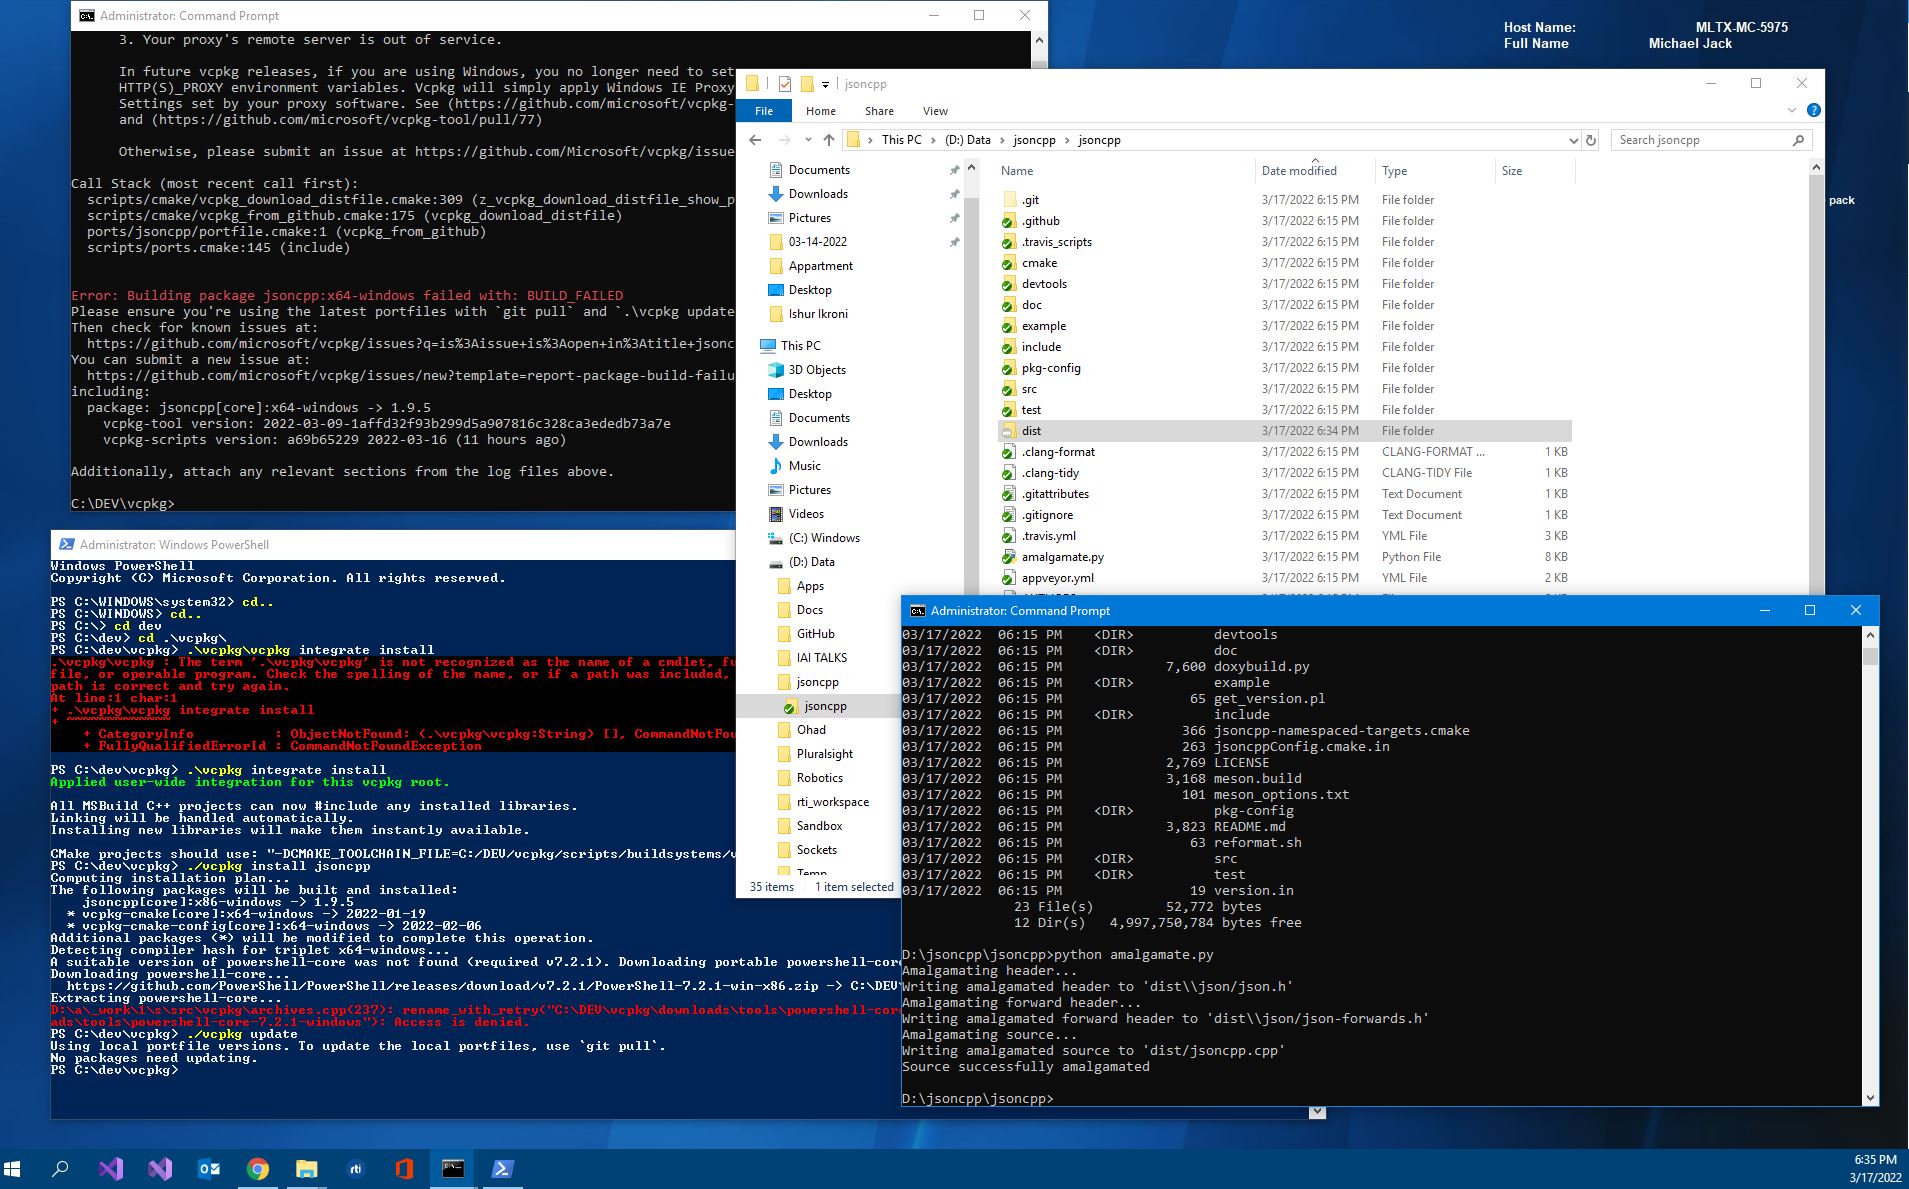 Administrator: Command Prompt
3. Your proxy's remote server is out of service.
In future vcpkg releases, if you are using Windows, you no longer need to set
HTTP(S)_PROXY environment variables. Vcpkg will simply apply Windows IE Proxy
Settings set by your proxy software. See (https://github.com/microsoft/vcpkg-
and (https://github.com/microsoft/vcpkg-tool/pull/77)
Otherwise, please submit an issue at https://github.com/Microsoft/vcpkg/issue
Call Stack (most recent call first):
scripts/cmake/vcpkg_download_distfile.cmake:309 (z_vcpkg_download_distfile_show_p
scripts/cmake/vcpkg_from_github.cmake:175 (vcpkg_download_distfile)
ports/jsoncpp/portfile.cmake:1 (vcpkg_from_github)
scripts/ports.cmake:145 (include)
Error: Building package jsoncpp:x64-windows failed with: BUILD_FAILED
Please ensure you're using the latest portfiles with `git pull` and `.\vcpkg update
Then check for known issues at:
https://github.com/microsoft/vcpkg/issues?q=is%3Aissue+is%3Aopen+in%3Atitle+jsonc
You can submit a new issue at:
https://github.com/microsoft/vcpkg/issues/new?template=report-package-build-failu
including:
package: jsoncpp[core]:x64-windows -> 1.9.5
vcpkg-tool version: 2022-03-09-1affd32f93b299d5a907816c328ca3ededb73a7e
vcpkg-scripts version: a69b65229 2022-03-16 (11 hours ago)
Additionally, attach any relevant sections from the log files above.
C:\DEV\vcpkg>
Host Name: MLTX-MC-5975
Full Name Michael Jack
pack
jsoncpp
File Home Share View
This PC > (D:) Data > jsoncpp > jsoncpp
Search jsoncpp
Documents
Downloads
Pictures
03-14-2022
Appartment
Desktop
Ishur Ikroni
This PC
3D Objects
Desktop
Documents
Downloads
Music
Pictures
Videos
(C:) Windows
(D:) Data
Apps
Docs
GitHub
IAI TALKS
jsoncpp
jsoncpp
Ohad
Pluralsight
Robotics
rti_workspace
Sandbox
Sockets
Temp
35 items 1 item selected
Name Date modified Type Size
.git 3/17/2022 6:15 PM File folder
.github 3/17/2022 6:15 PM File folder
.travis_scripts 3/17/2022 6:15 PM File folder
cmake 3/17/2022 6:15 PM File folder
devtools 3/17/2022 6:15 PM File folder
doc 3/17/2022 6:15 PM File folder
example 3/17/2022 6:15 PM File folder
include 3/17/2022 6:15 PM File folder
pkg-config 3/17/2022 6:15 PM File folder
src 3/17/2022 6:15 PM File folder
test 3/17/2022 6:15 PM File folder
dist 3/17/2022 6:34 PM File folder
.clang-format 3/17/2022 6:15 PM CLANG-FORMAT ... 1 KB
.clang-tidy 3/17/2022 6:15 PM CLANG-TIDY File 1 KB
.gitattributes 3/17/2022 6:15 PM Text Document 1 KB
.gitignore 3/17/2022 6:15 PM Text Document 1 KB
.travis.yml 3/17/2022 6:15 PM YML File 3 KB
amalgamate.py 3/17/2022 6:15 PM Python File 8 KB
appveyor.yml 3/17/2022 6:15 PM YML File 2 KB
Administrator: Windows PowerShell
Windows PowerShell
Copyright (C) Microsoft Corporation. All rights reserved.
PS C:\WINDOWS\system32> cd..
PS C:\WINDOWS> cd..
PS C:\> cd dev
PS C:\dev> cd .\vcpkg\
PS C:\dev\vcpkg> .\vcpkg\vcpkg integrate install
.\vcpkg\vcpkg : The term '.\vcpkg\vcpkg' is not recognized as the name of a cmdlet, fu
file, or operable program. Check the spelling of the name, or if a path was included,
path is correct and try again.
At line:1 char:1
+ .\vcpkg\vcpkg integrate install
+ ~~~~~~~~~~~~~
+ CategoryInfo : ObjectNotFound: (.\vcpkg\vcpkg:String) [], CommandNotFou
+ FullyQualifiedErrorId : CommandNotFoundException
PS C:\dev\vcpkg> .\vcpkg integrate install
Applied user-wide integration for this vcpkg root.
All MSBuild C++ projects can now #include any installed libraries.
Linking will be handled automatically.
Installing new libraries will make them instantly available.
CMake projects should use: "-DCMAKE_TOOLCHAIN_FILE=C:/DEV/vcpkg/scripts/buildsystems/v
PS C:\dev\vcpkg> ./vcpkg install jsoncpp
Computing installation plan...
The following packages will be built and installed:
jsoncpp[core]:x86-windows -> 1.9.5
* vcpkg-cmake[core]:x64-windows -> 2022-01-19
* vcpkg-cmake-config[core]:x64-windows -> 2022-02-06
Additional packages (*) will be modified to complete this operation.
Detecting compiler hash for triplet x64-windows...
A suitable version of powershell-core was not found (required v7.2.1). Downloading portable powershell-core
Downloading powershell-core...
https://github.com/PowerShell/PowerShell/releases/download/v7.2.1/PowerShell-7.2.1-win-x86.zip -> C:\DEV
Extracting powershell-core...
D:\a\_work\1\s\src\vcpkg\archives.cpp(237): rename_with_retry("C:\DEV\vcpkg\downloads\tools\powershell-cor
ads\tools\powershell-core-7.2.1-windows"): Access is denied.
PS C:\dev\vcpkg> ./vcpkg update
Using local portfile versions. To update the local portfiles, use `git pull`.
No packages need updating.
PS C:\dev\vcpkg>
Administrator: Command Prompt
03/17/2022 06:15 PM <DIR> devtools
03/17/2022 06:15 PM <DIR> doc
03/17/2022 06:15 PM 7,600 doxybuild.py
03/17/2022 06:15 PM <DIR> example
03/17/2022 06:15 PM 65 get_version.pl
03/17/2022 06:15 PM <DIR> include
03/17/2022 06:15 PM 366 jsoncpp-namespaced-targets.cmake
03/17/2022 06:15 PM 263 jsoncppConfig.cmake.in
03/17/2022 06:15 PM 2,769 LICENSE
03/17/2022 06:15 PM 3,168 meson.build
03/17/2022 06:15 PM 101 meson_options.txt
03/17/2022 06:15 PM <DIR> pkg-config
03/17/2022 06:15 PM 3,823 README.md
03/17/2022 06:15 PM 63 reformat.sh
03/17/2022 06:15 PM <DIR> src
03/17/2022 06:15 PM <DIR> test
03/17/2022 06:15 PM 19 version.in
23 File(s) 52,772 bytes
12 Dir(s) 4,997,750,784 bytes free
D:\jsoncpp\jsoncpp>python amalgamate.py
Amalgamating header...
Writing amalgamated header to 'dist\\json/json.h'
Amalgamating forward header...
Writing amalgamated forward header to 'dist\\json/json-forwards.h'
Amalgamating source...
Writing amalgamated source to 'dist/jsoncpp.cpp'
Source successfully amalgamated
D:\jsoncpp\jsoncpp>
rti
6:35 PM
3/17/2022